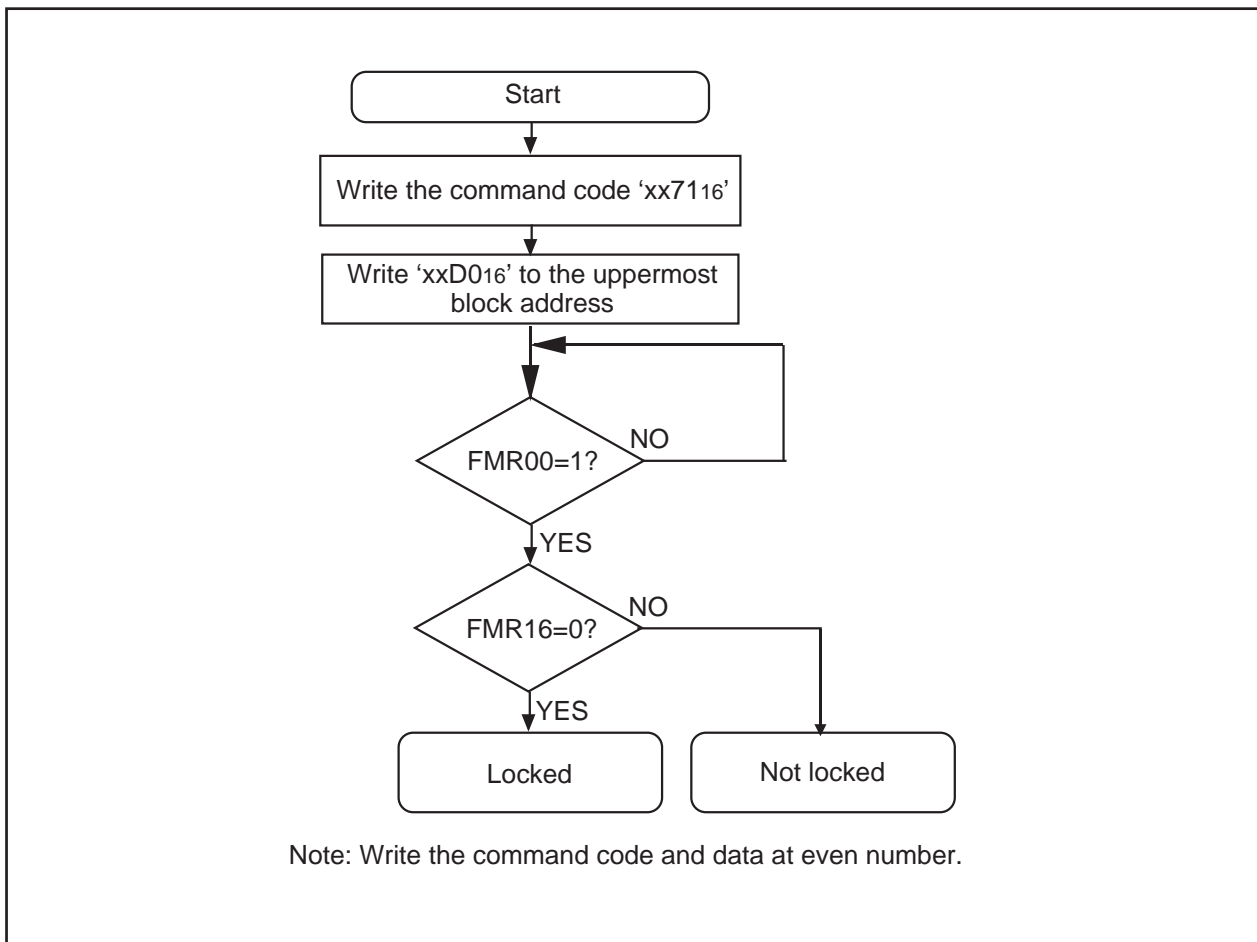 Start
Write the command code ‘xx7116’
Write ‘xxD016’ to the uppermost
block address
NO
FMR00=1?
YES
NO
FMR16=0?
YES
Locked
Not locked
Note: Write the command code and data at even number.